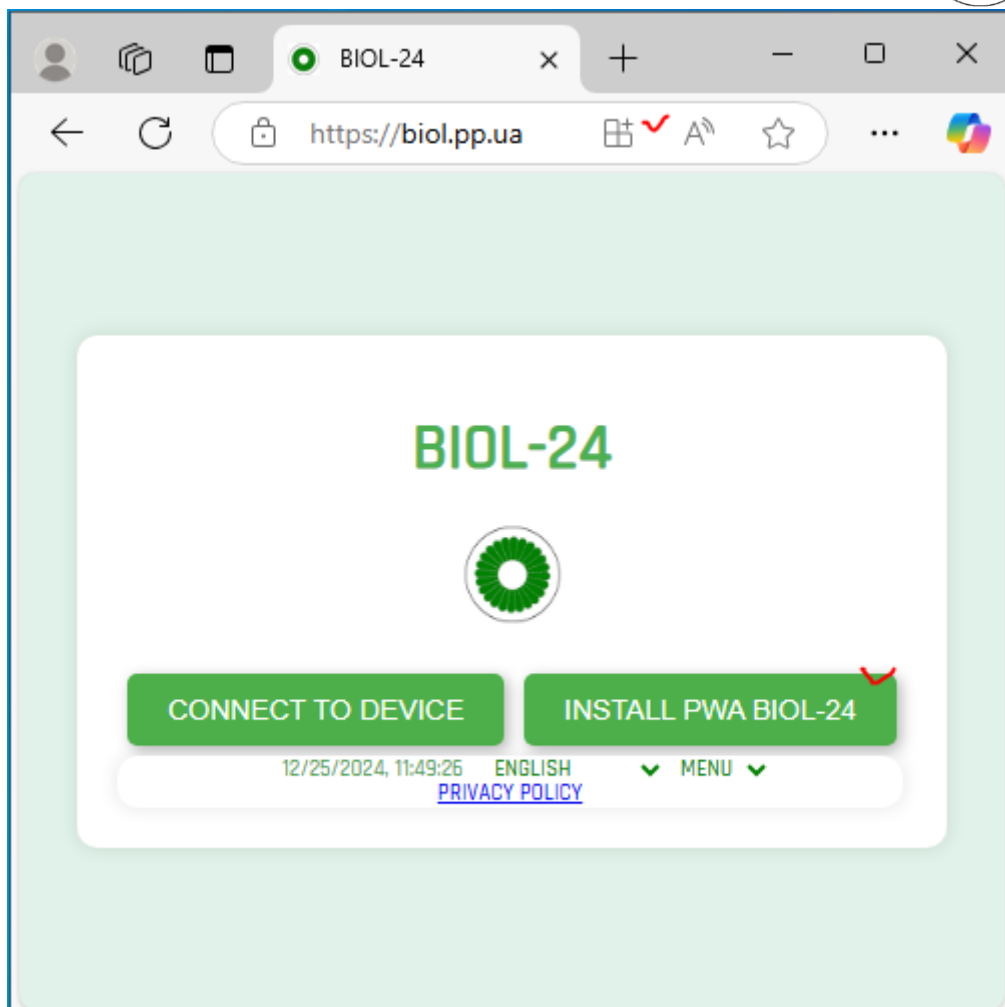 BIOL-24
https://biol.pp.ua
BIOL-24
CONNECT TO DEVICE
INSTALL PWA BIOL-24
12/25/2024, 11:49:26 ENGLISH MENU
PRIVACY POLICY